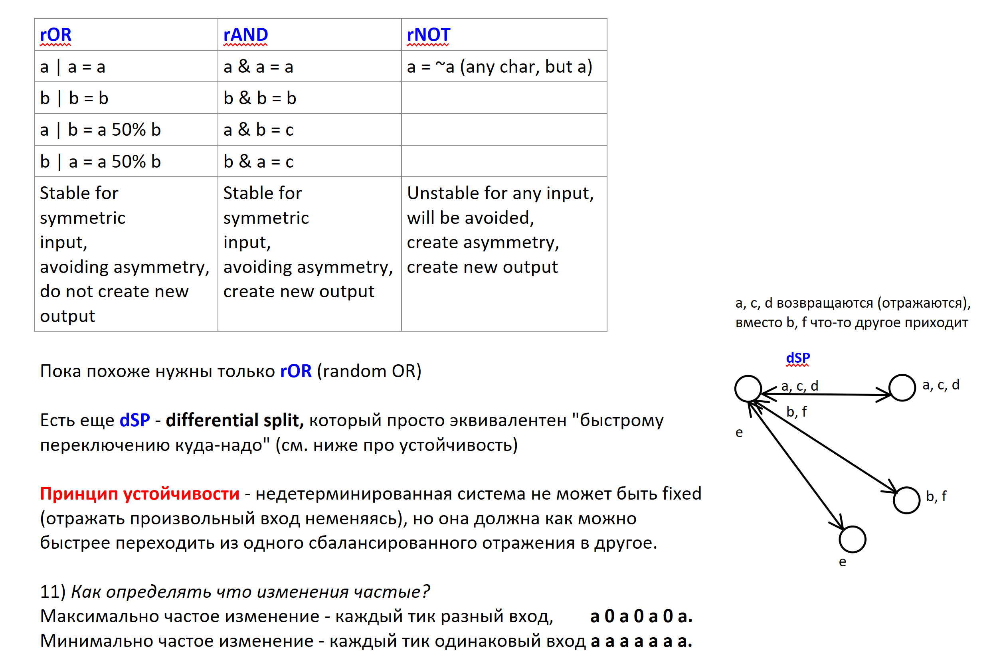 rOR rAND rNOT
a | a = a a & a = a a = ~a (any char, but a)
b | b = b b & b = b
a | b = a 50% b a & b = c
b | a = a 50% b b & a = c
Stable for
symmetric
input,
avoiding asymmetry,
do not create new
output
Stable for
symmetric
input,
avoiding asymmetry,
create new output
Unstable for any input,
will be avoided,
create asymmetry,
create new output
a, c, d возвращаются (отражаются),
вместо b, f что-то другое приходит
dSP
a, c, d
a, c, d
b, f
e
b, f
e
Пока похоже нужны только rOR (random OR)
Есть еще dSP - differential split, который просто эквивалентен "быстрому
переключению куда-надо" (см. ниже про устойчивость)
Принцип устойчивости - недетерминированная система не может быть fixed
(отражать произвольный вход неменяясь), но она должна как можно
быстрее переходить из одного сбалансированного отражения в другое.
11) Как определять что изменения частые?
Максимально частое изменение - каждый тик разный вход, a 0 a 0 a 0 a.
Минимально частое изменение - каждый тик одинаковый вход a a a a a a a.